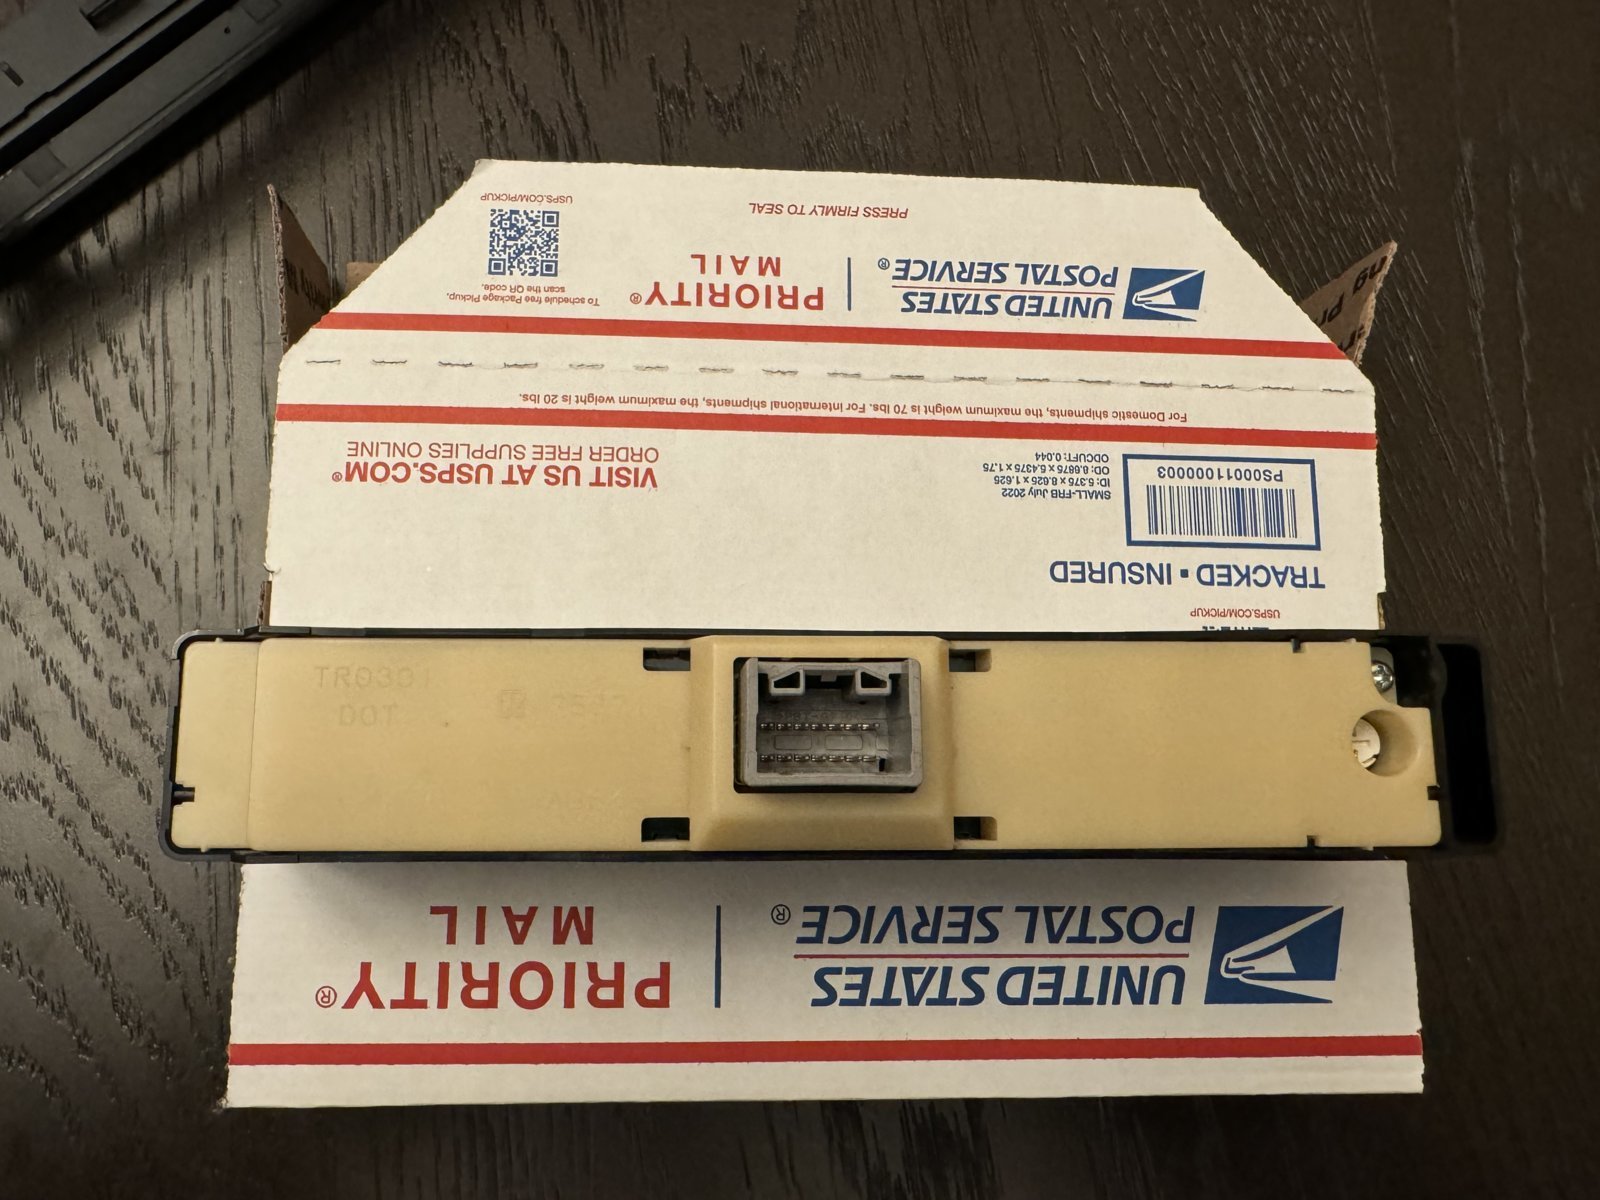 USPS.COM/PICKUP
To schedule free Package Pickup,
scan the QR code.
PRESS FIRMLY TO SEAL
UNITED STATES
POSTAL SERVICE®
PRIORITY®
MAIL
For Domestic shipments, the maximum weight is 70 lbs. For International shipments, the maximum weight is 20 lbs.
VISIT US AT USPS.COM®
ORDER FREE SUPPLIES ONLINE
PS00011000003
SMALL-FRB July 2022
ID: 5.375 x 8.625 x 1.625
OD: 8.6875 x 5.4375 x 1.75
ODCUFT: 0.044
TRACKED ▪ INSURED
USPS.COM/PICKUP
TR0301
DOT
UNITED STATES
POSTAL SERVICE®
PRIORITY®
MAIL